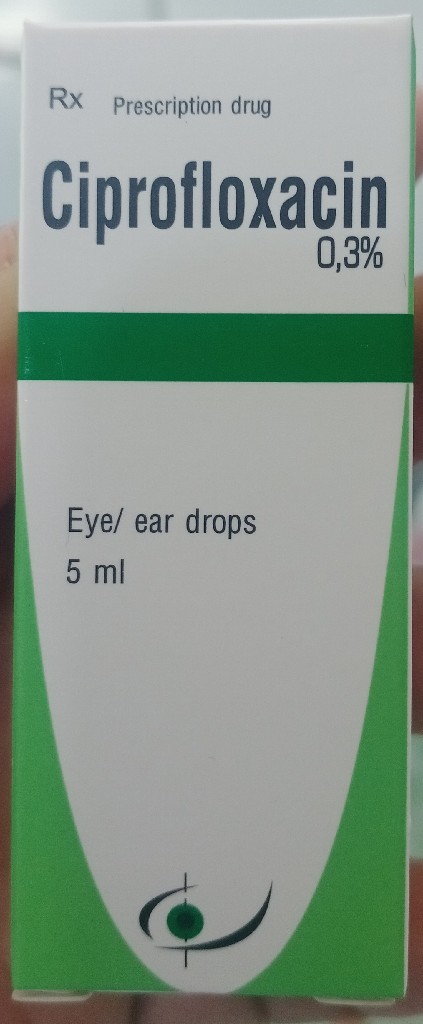 Rx Prescription drug
Ciprofloxacin
0,3%
Eye/ ear drops
5 ml